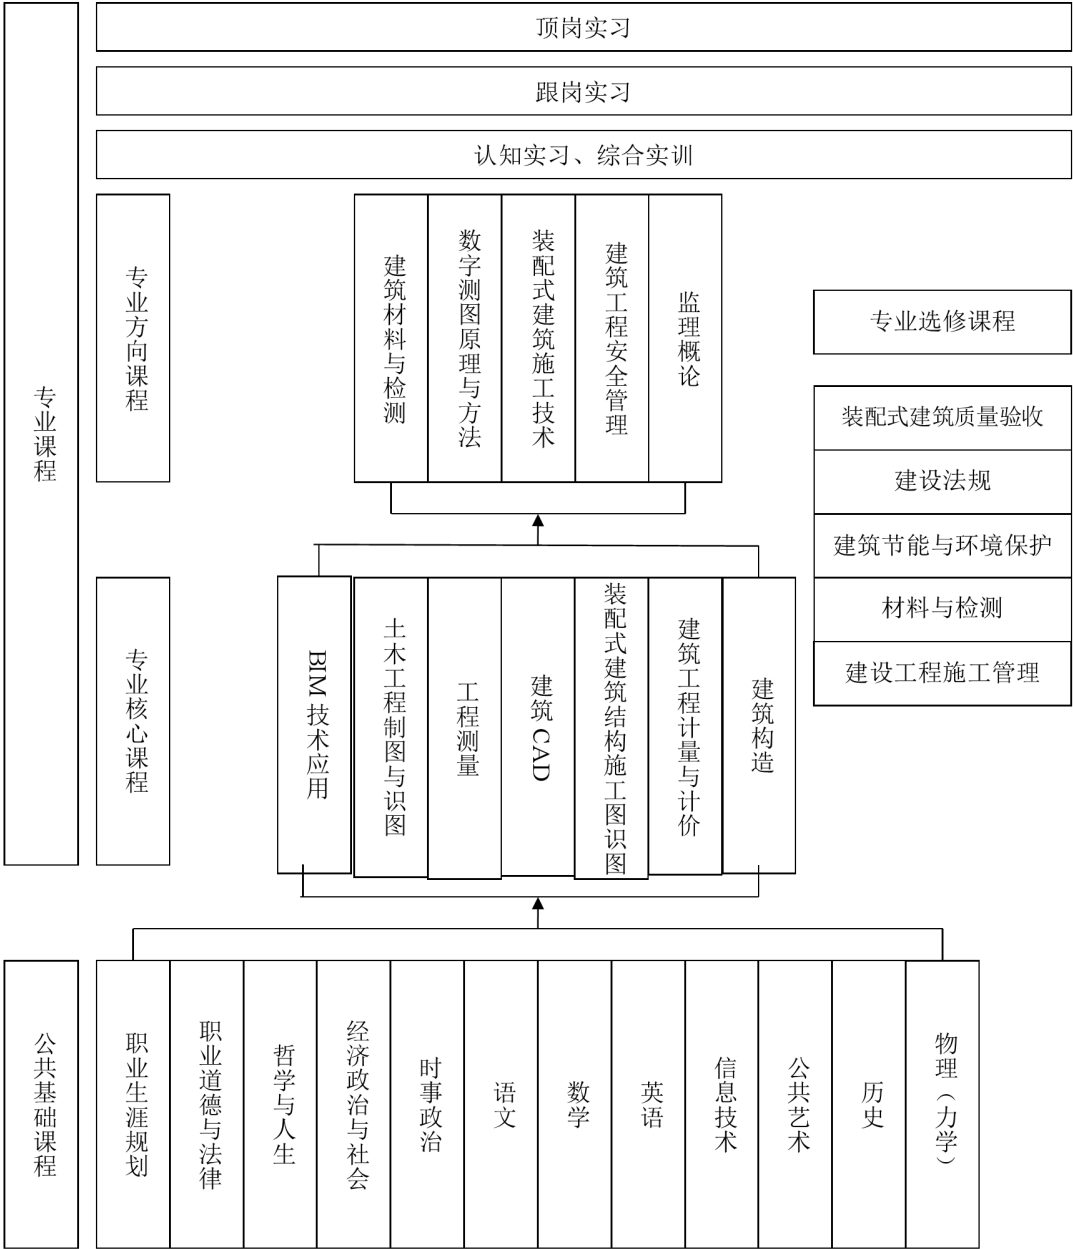 顶岗实习
跟岗实习
认知实习、综合实训
专业课程
专业方向课程
建筑材料与检测
数字测图原理与方法
装配式建筑施工技术
建筑工程安全管理
监理概论
专业选修课程
装配式建筑质量验收
建设法规
建筑节能与环境保护
材料与检测
建设工程施工管理
专业核心课程
BIM 技术应用
土木工程制图与识图
工程测量
建筑 CAD
装配式建筑结构施工图识图
建筑工程计量与计价
建筑构造
公共基础课程
职业生涯规划
职业道德与法律
哲学与人生
经济政治与社会
时事政治
语文
数学
英语
信息技术
公共艺术
历史
物理（力学）